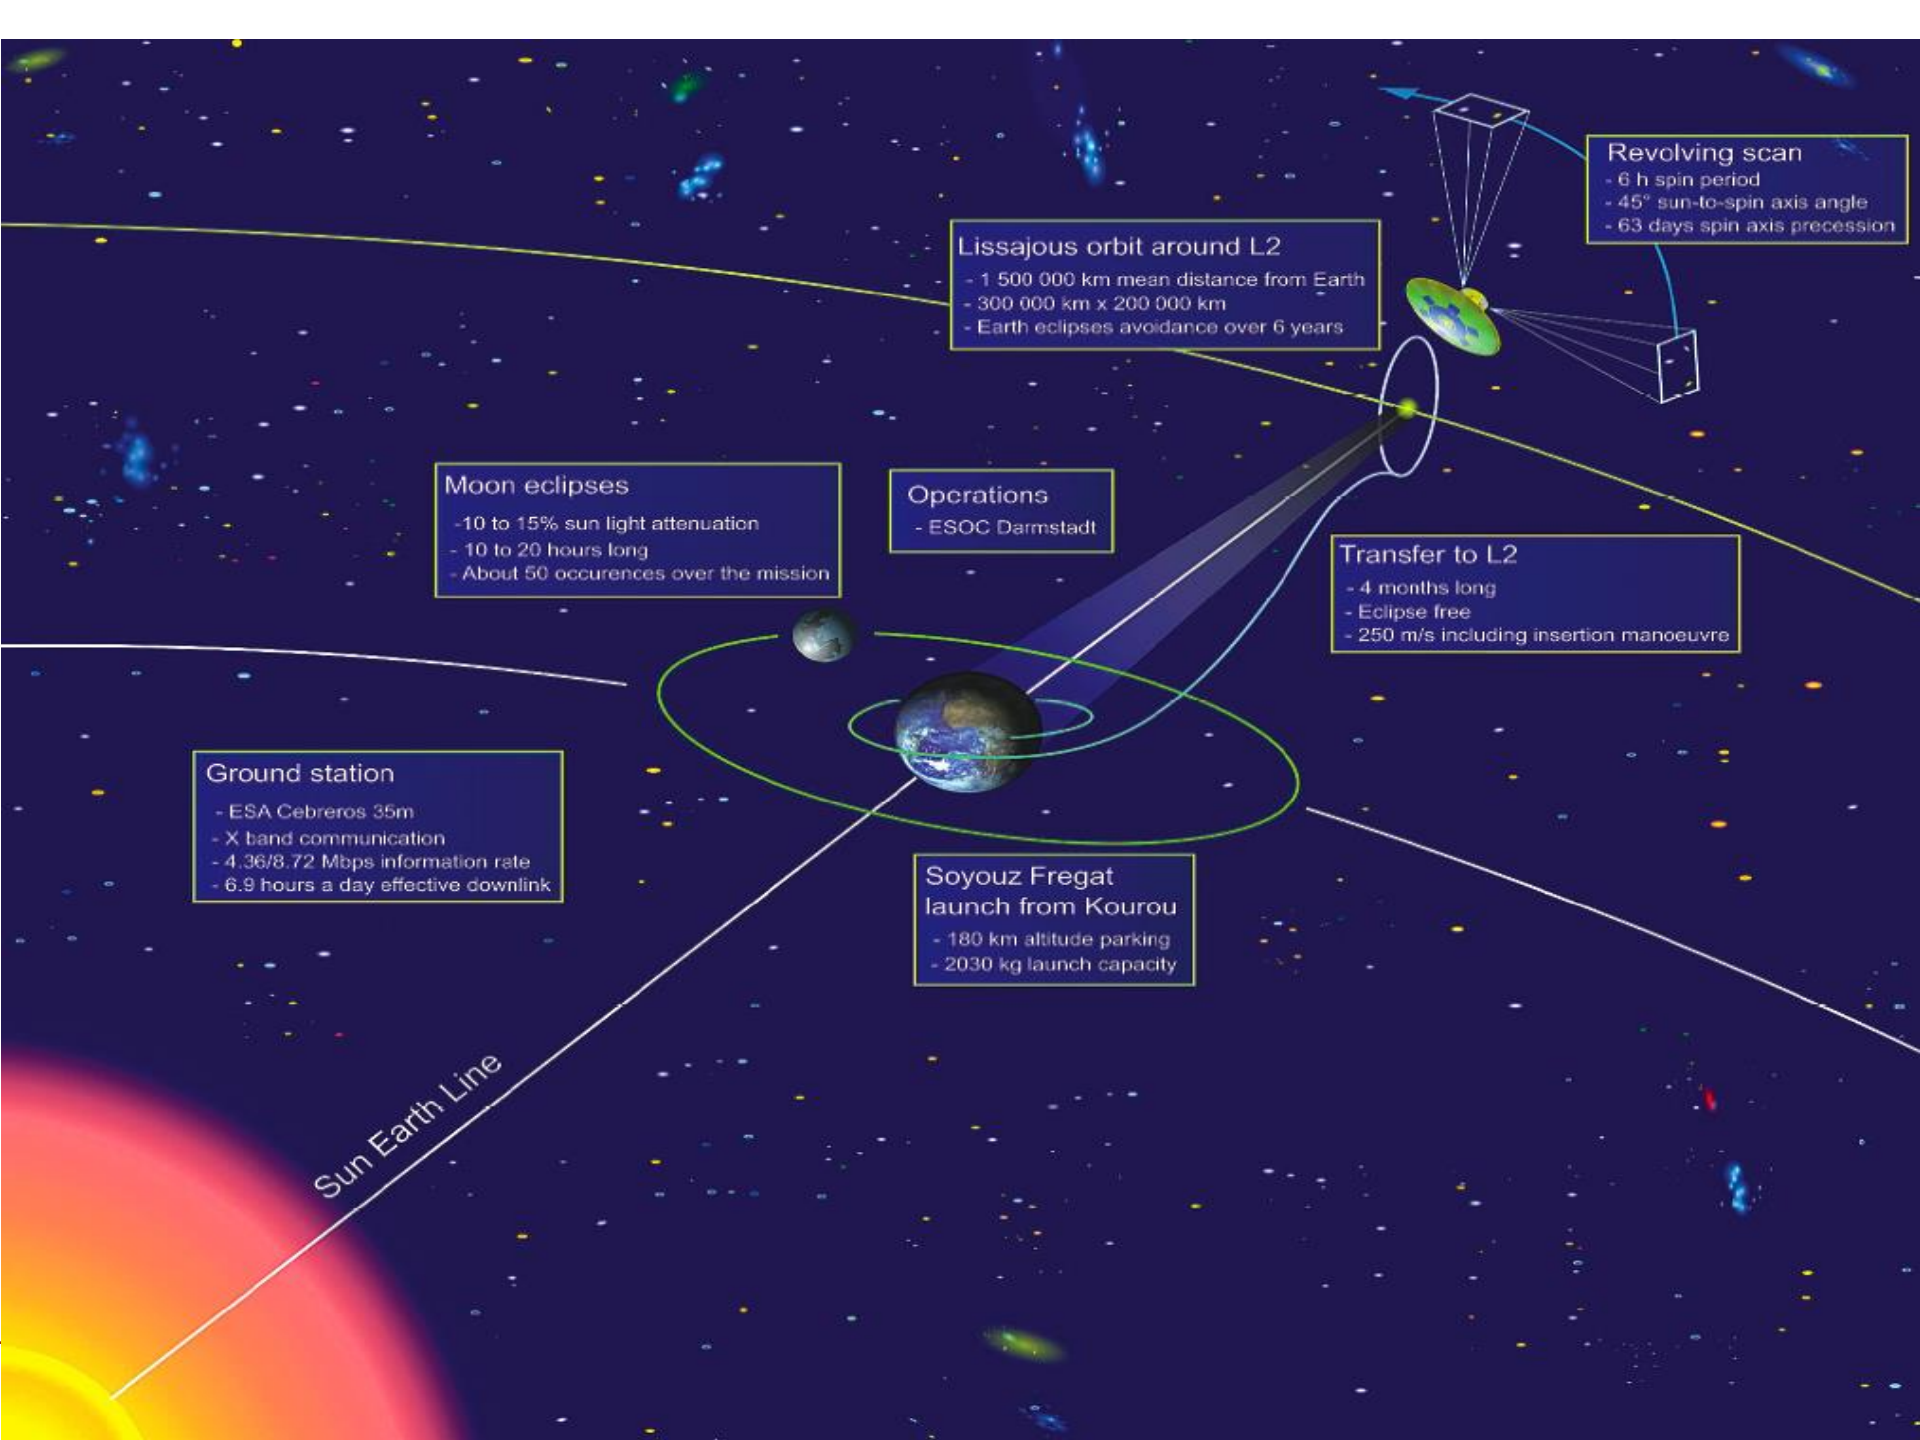 Revolving scan
- 6 h spin period
- 45° sun-to-spin axis angle
- 63 days spin axis precession
Lissajous orbit around L2
- 1 500 000 km mean distance from Earth
- 300 000 km x 200 000 km
- Earth eclipses avoidance over 6 years
Moon eclipses
-10 to 15% sun light attenuation
- 10 to 20 hours long
- About 50 occurences over the mission
Operations
- ESOC Darmstadt
Transfer to L2
- 4 months long
- Eclipse free
- 250 m/s including insertion manoeuvre
Ground station
- ESA Cebreros 35m
- X band communication
- 4.36/8.72 Mbps information rate
- 6.9 hours a day effective downlink
Soyouz Fregat
launch from Kourou
- 180 km altitude parking
- 2030 kg launch capacity
Sun Earth Line